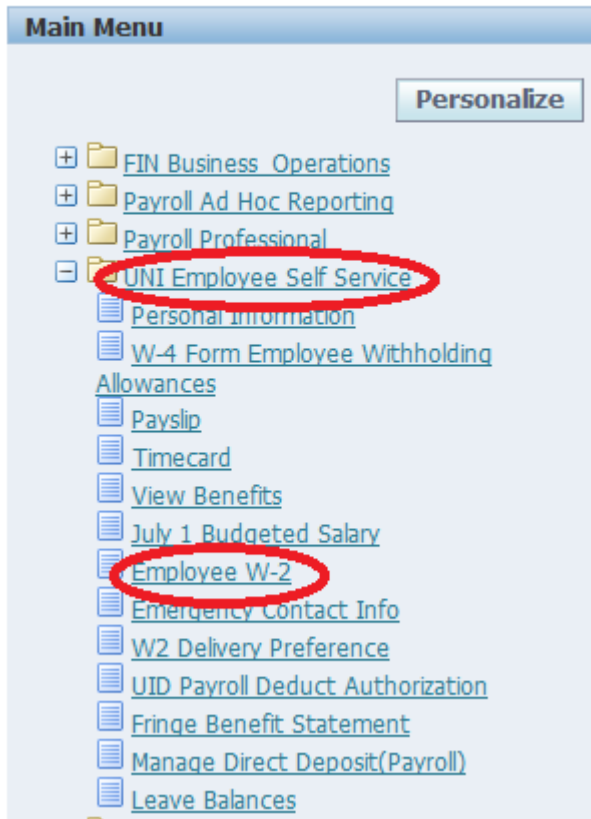 Main Menu
Personalize
FIN Business Operations
Payroll Ad Hoc Reporting
Payroll Professional
UNI Employee Self Service
Personal Information
W-4 Form Employee Withholding
Allowances
Payslip
Timecard
View Benefits
July 1 Budgeted Salary
Employee W-2
Emergency Contact Info
W2 Delivery Preference
UID Payroll Deduct Authorization
Fringe Benefit Statement
Manage Direct Deposit(Payroll)
Leave Balances